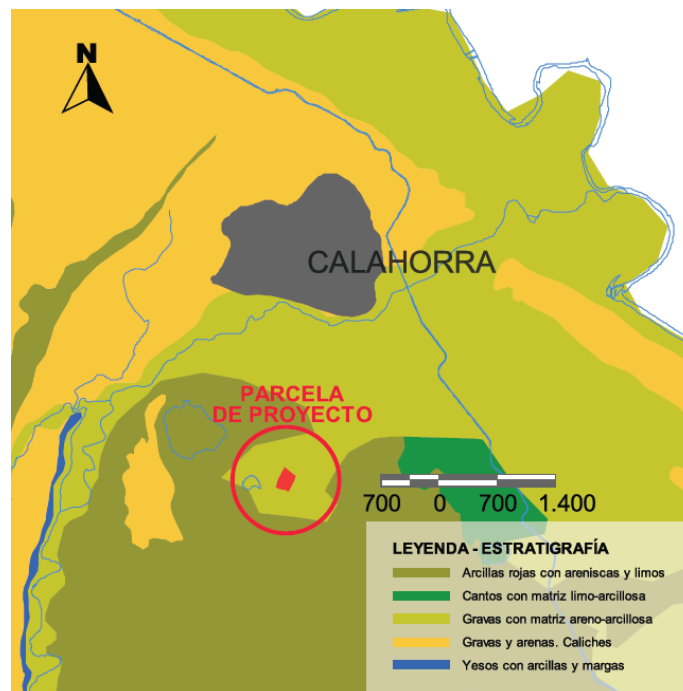 N
CALAHORRA
PARCELA
DE PROYECTO
700 0 700 1.400
LEYENDA - ESTRATIGRAFÍA
Arcillas rojas con areniscas y limos
Cantos con matriz limo-arcillosa
Gravas con matriz areno-arcillosa
Gravas y arenas. Caliches
Yesos con arcillas y margas